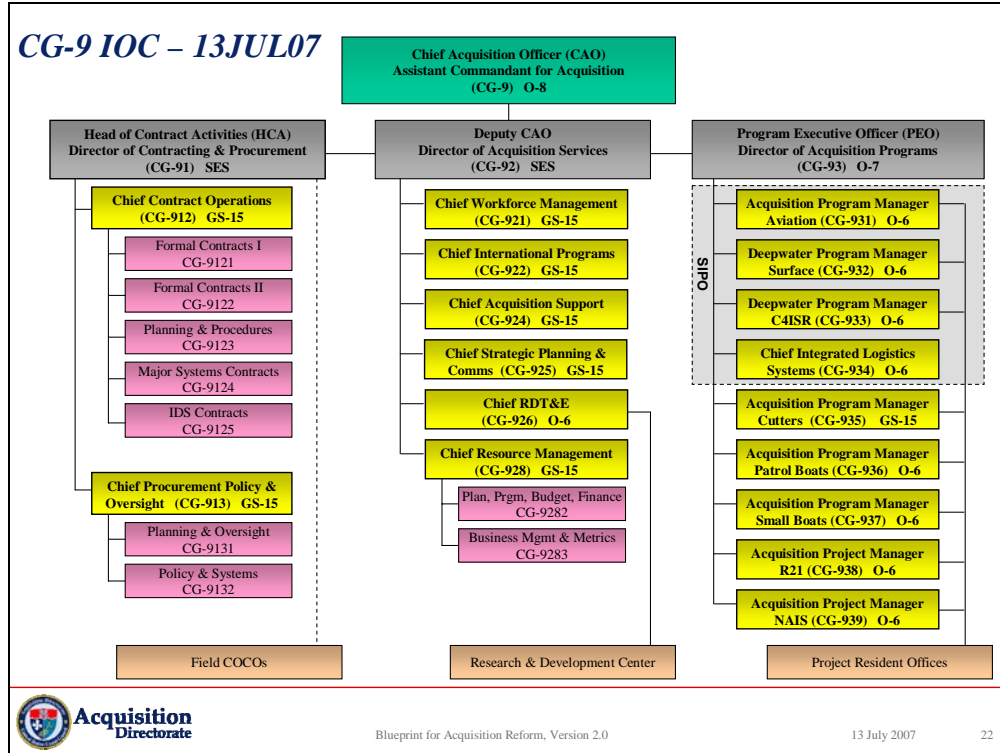 CG-9 IOC – 13JUL07
Chief Acquisition Officer (CAO)
Assistant Commandant for Acquisition
(CG-9) O-8
Head of Contract Activities (HCA)
Director of Contracting & Procurement
(CG-91) SES
Deputy CAO
Director of Acquisition Services
(CG-92) SES
Program Executive Officer (PEO)
Director of Acquisition Programs
(CG-93) O-7
Chief Contract Operations
(CG-912) GS-15
Formal Contracts I
CG-9121
Formal Contracts II
CG-9122
Planning & Procedures
CG-9123
Major Systems Contracts
CG-9124
IDS Contracts
CG-9125
Chief Procurement Policy &
Oversight (CG-913) GS-15
Planning & Oversight
CG-9131
Policy & Systems
CG-9132
Field COCOs
Chief Workforce Management
(CG-921) GS-15
Chief International Programs
(CG-922) GS-15
Chief Acquisition Support
(CG-924) GS-15
Chief Strategic Planning &
Comms (CG-925) GS-15
Chief RDT&E
(CG-926) O-6
Chief Resource Management
(CG-928) GS-15
Plan, Prgm, Budget, Finance
CG-9282
Business Mgmt & Metrics
CG-9283
Research & Development Center
SIPO
Acquisition Program Manager
Aviation (CG-931) O-6
Deepwater Program Manager
Surface (CG-932) O-6
Deepwater Program Manager
C4ISR (CG-933) O-6
Chief Integrated Logistics
Systems (CG-934) O-6
Acquisition Program Manager
Cutters (CG-935) GS-15
Acquisition Program Manager
Patrol Boats (CG-936) O-6
Acquisition Program Manager
Small Boats (CG-937) O-6
Acquisition Project Manager
R21 (CG-938) O-6
Acquisition Project Manager
NAIS (CG-939) O-6
Project Resident Offices
Acquisition
Directorate
Blueprint for Acquisition Reform, Version 2.0
13 July 2007
22